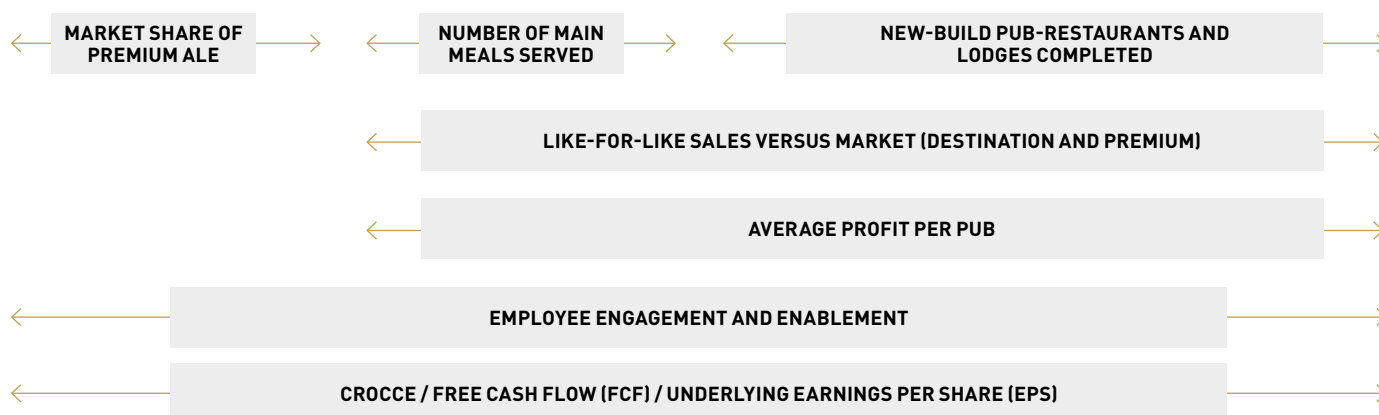 MARKET SHARE OF
PREMIUM ALE
NUMBER OF MAIN
MEALS SERVED
NEW-BUILD PUB-RESTAURANTS AND
LODGES COMPLETED
LIKE-FOR-LIKE SALES VERSUS MARKET (DESTINATION AND PREMIUM)
AVERAGE PROFIT PER PUB
EMPLOYEE ENGAGEMENT AND ENABLEMENT
CROCCE / FREE CASH FLOW (FCF) / UNDERLYING EARNINGS PER SHARE (EPS)